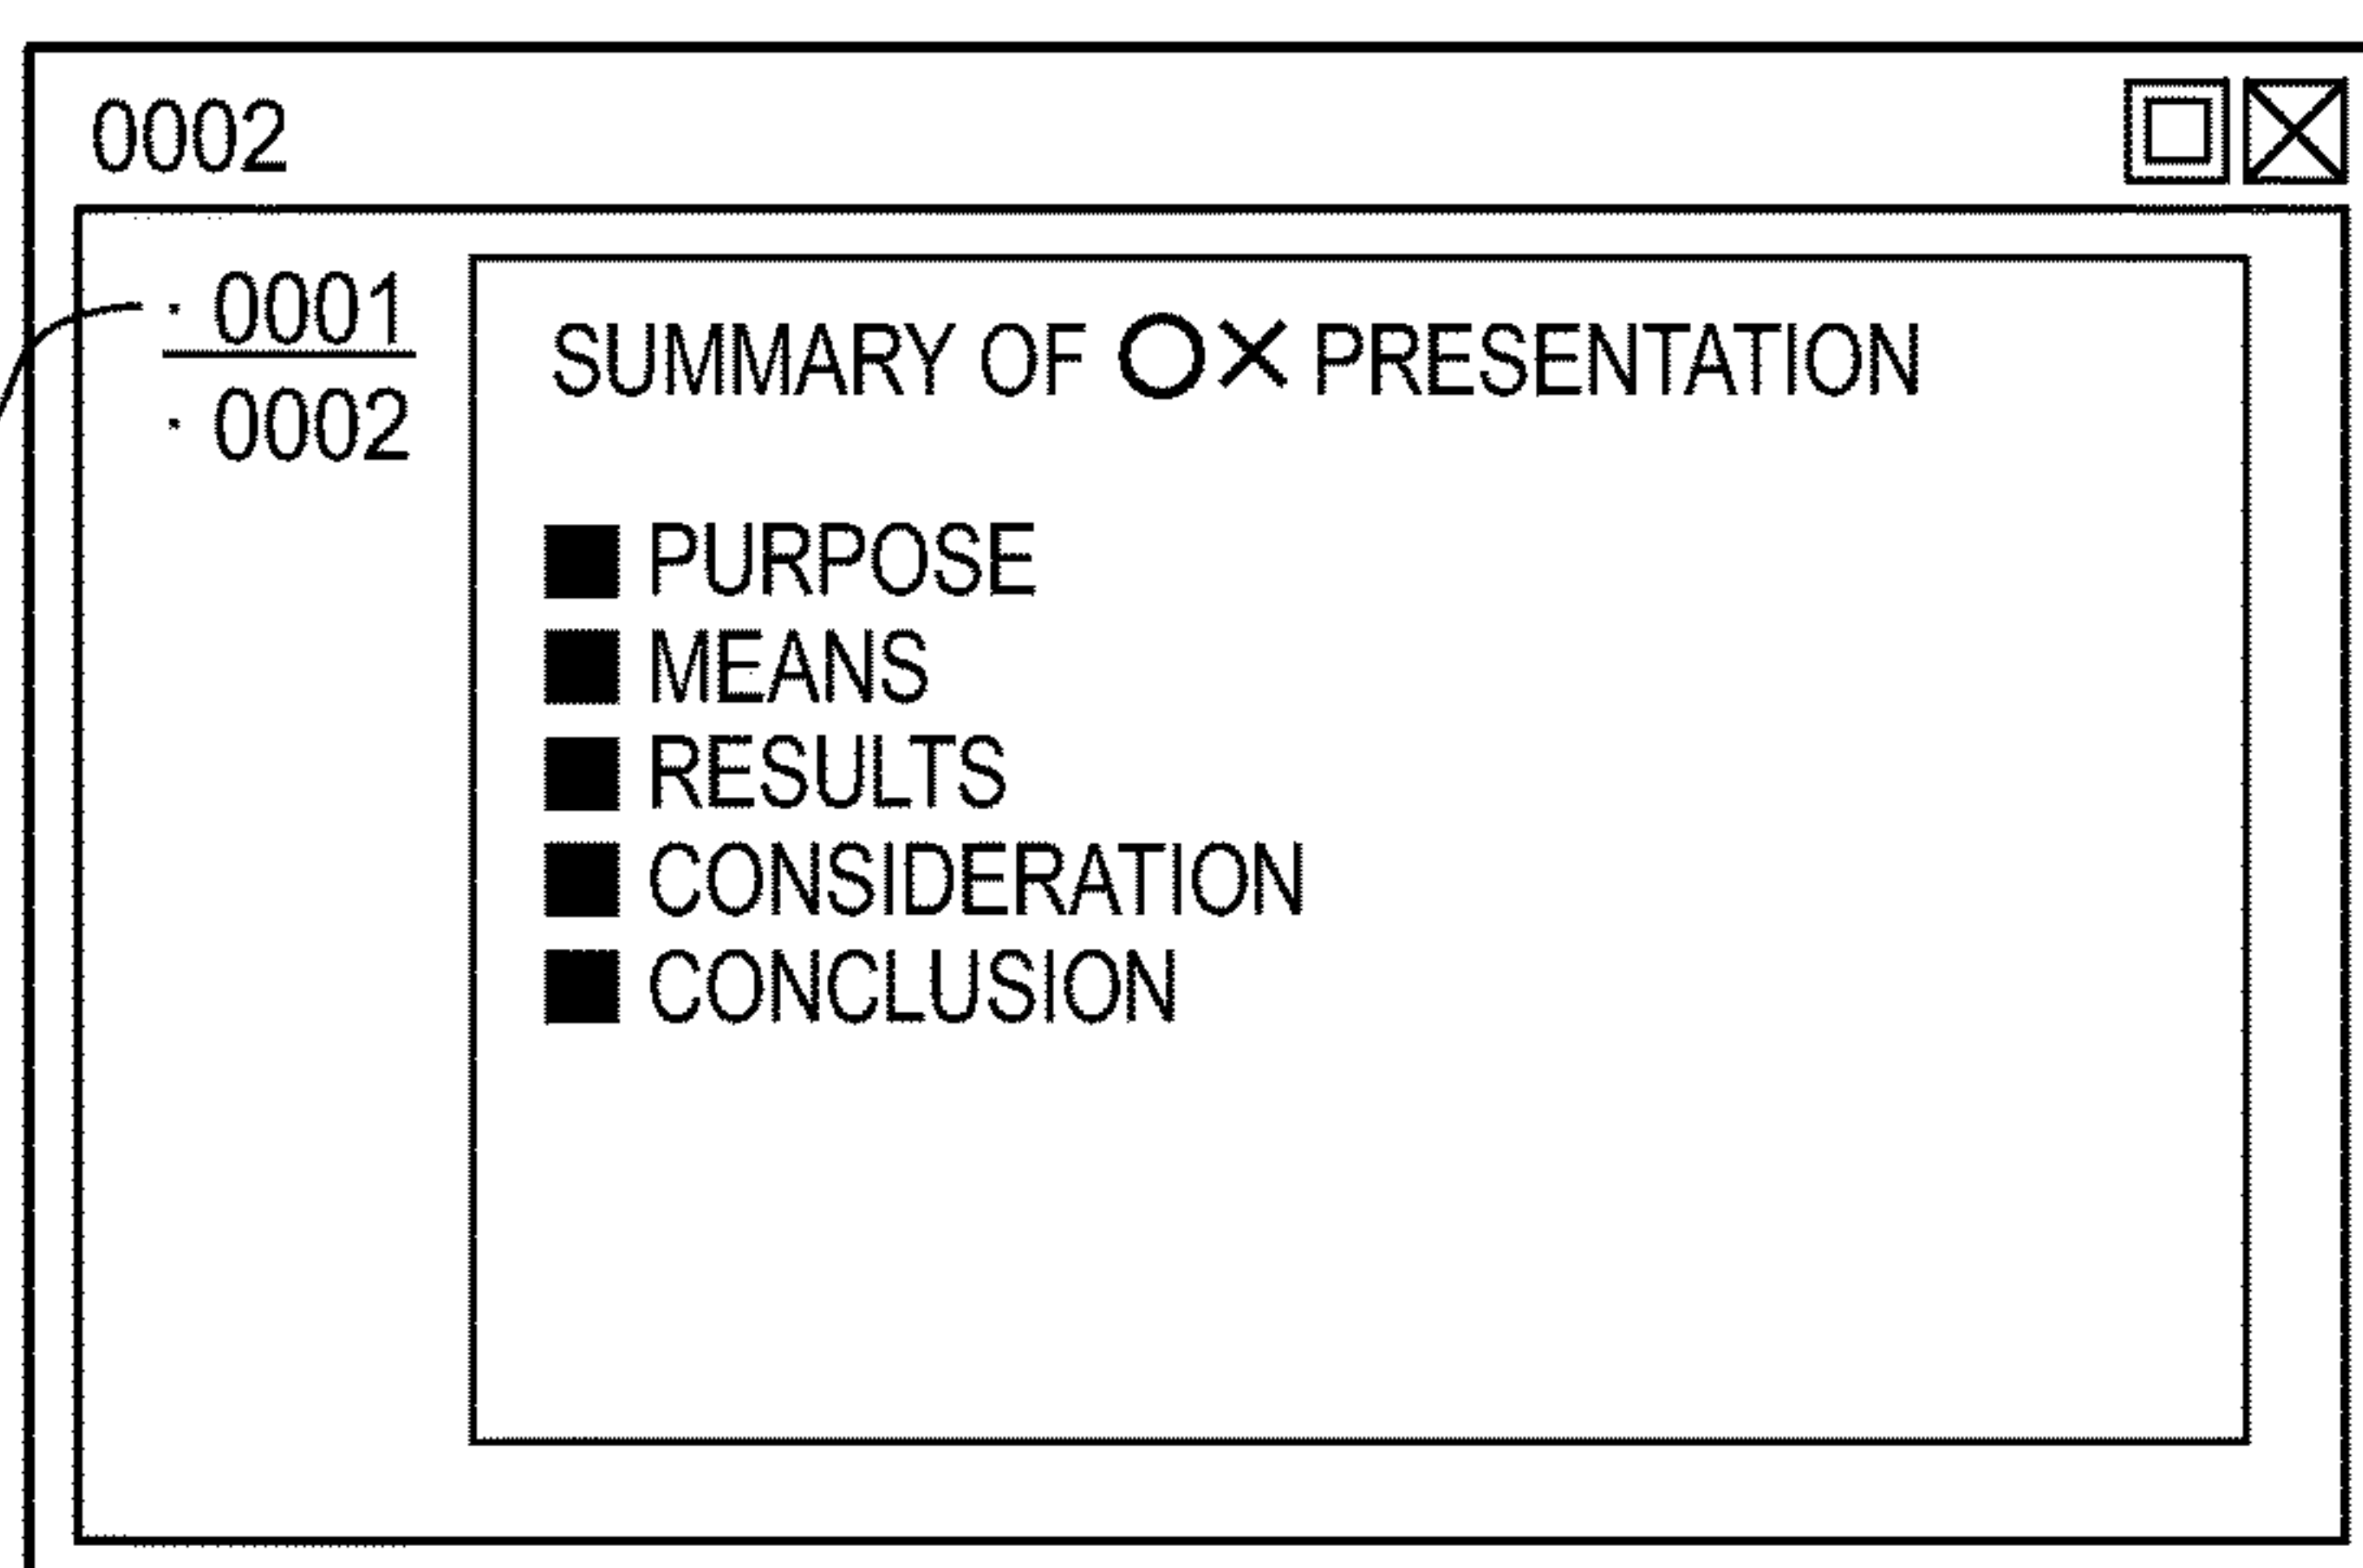 0002
· 0001
· 0002
SUMMARY OF ○× PRESENTATION
■ PURPOSE
■ MEANS
■ RESULTS
■ CONSIDERATION
■ CONCLUSION